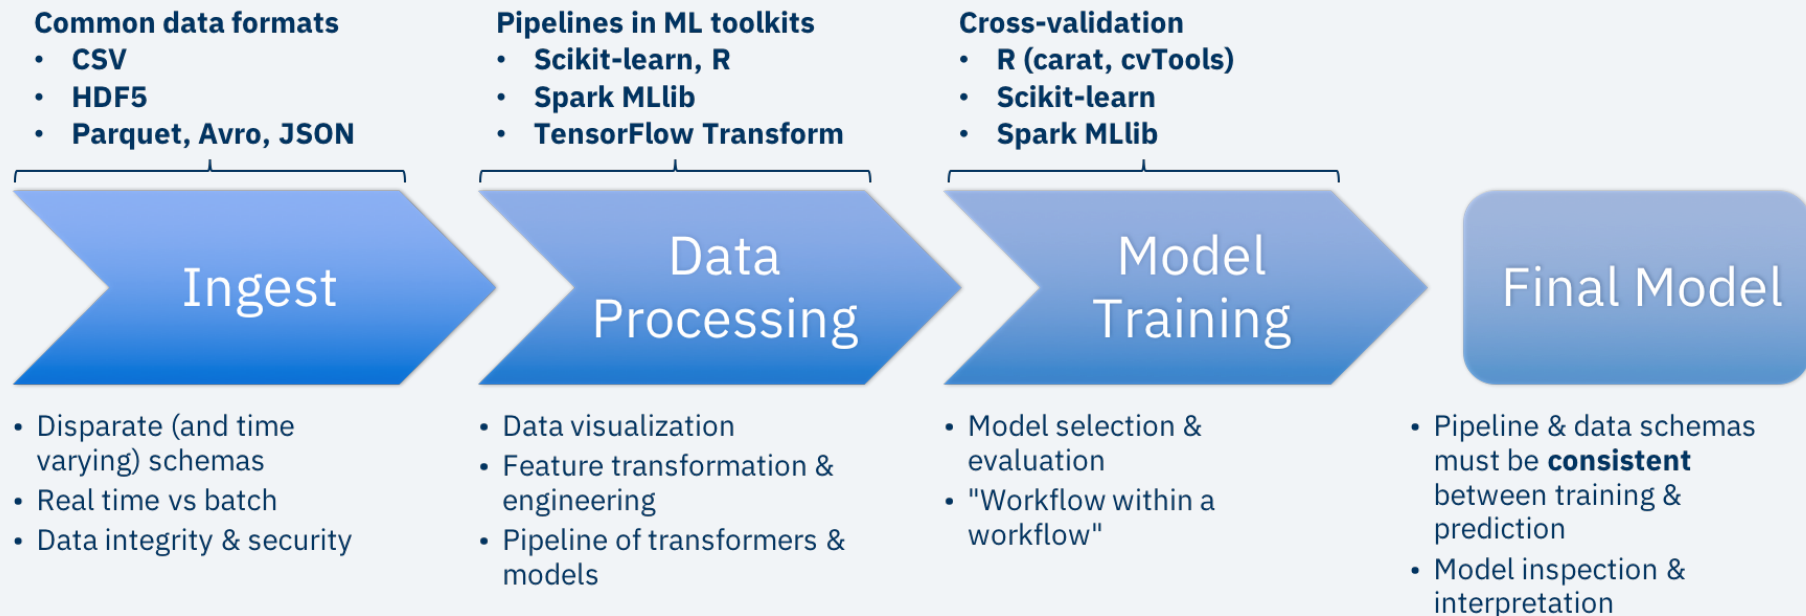 Common data formats
• CSV
• HDF5
• Parquet, Avro, JSON
Pipelines in ML toolkits
• Scikit-learn, R
• Spark MLlib
• TensorFlow Transform
Cross-validation
• R (carat, cvTools)
• Scikit-learn
• Spark MLlib
Ingest
Data
Processing
Model
Training
Final Model
• Disparate (and time
varying) schemas
• Real time vs batch
• Data integrity & security
• Data visualization
• Feature transformation &
engineering
• Pipeline of transformers &
models
• Model selection &
evaluation
• "Workflow within a
workflow"
• Pipeline & data schemas
must be consistent
between training &
prediction
• Model inspection &
interpretation